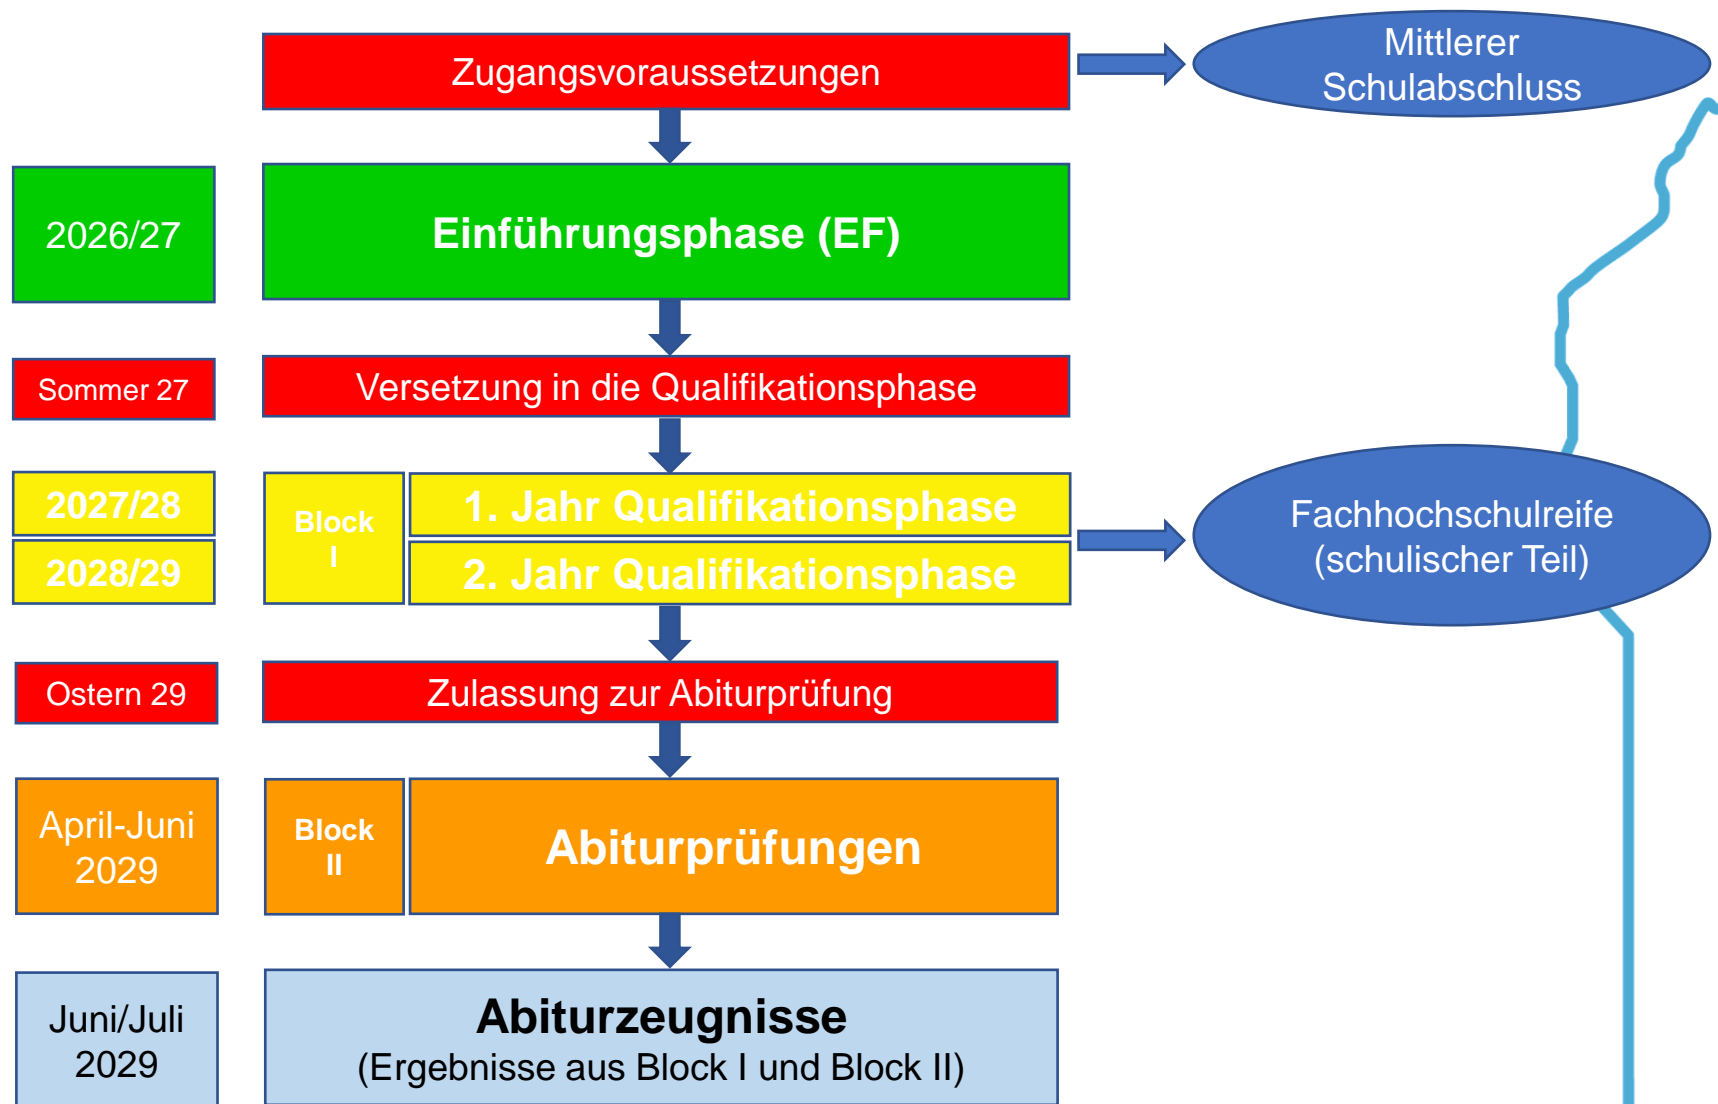 Zugangsvoraussetzungen
Mittlerer
Schulabschluss
2026/27
Einführungsphase (EF)
Sommer 27
Versetzung in die Qualifikationsphase
2027/28
2028/29
Block
I
1. Jahr Qualifikationsphase
2. Jahr Qualifikationsphase
Fachhochschulreife
(schulischer Teil)
Ostern 29
Zulassung zur Abiturprüfung
April-Juni
2029
Block
II
Abiturprüfungen
Juni/Juli
2029
Abiturzeugnisse
(Ergebnisse aus Block I und Block II)